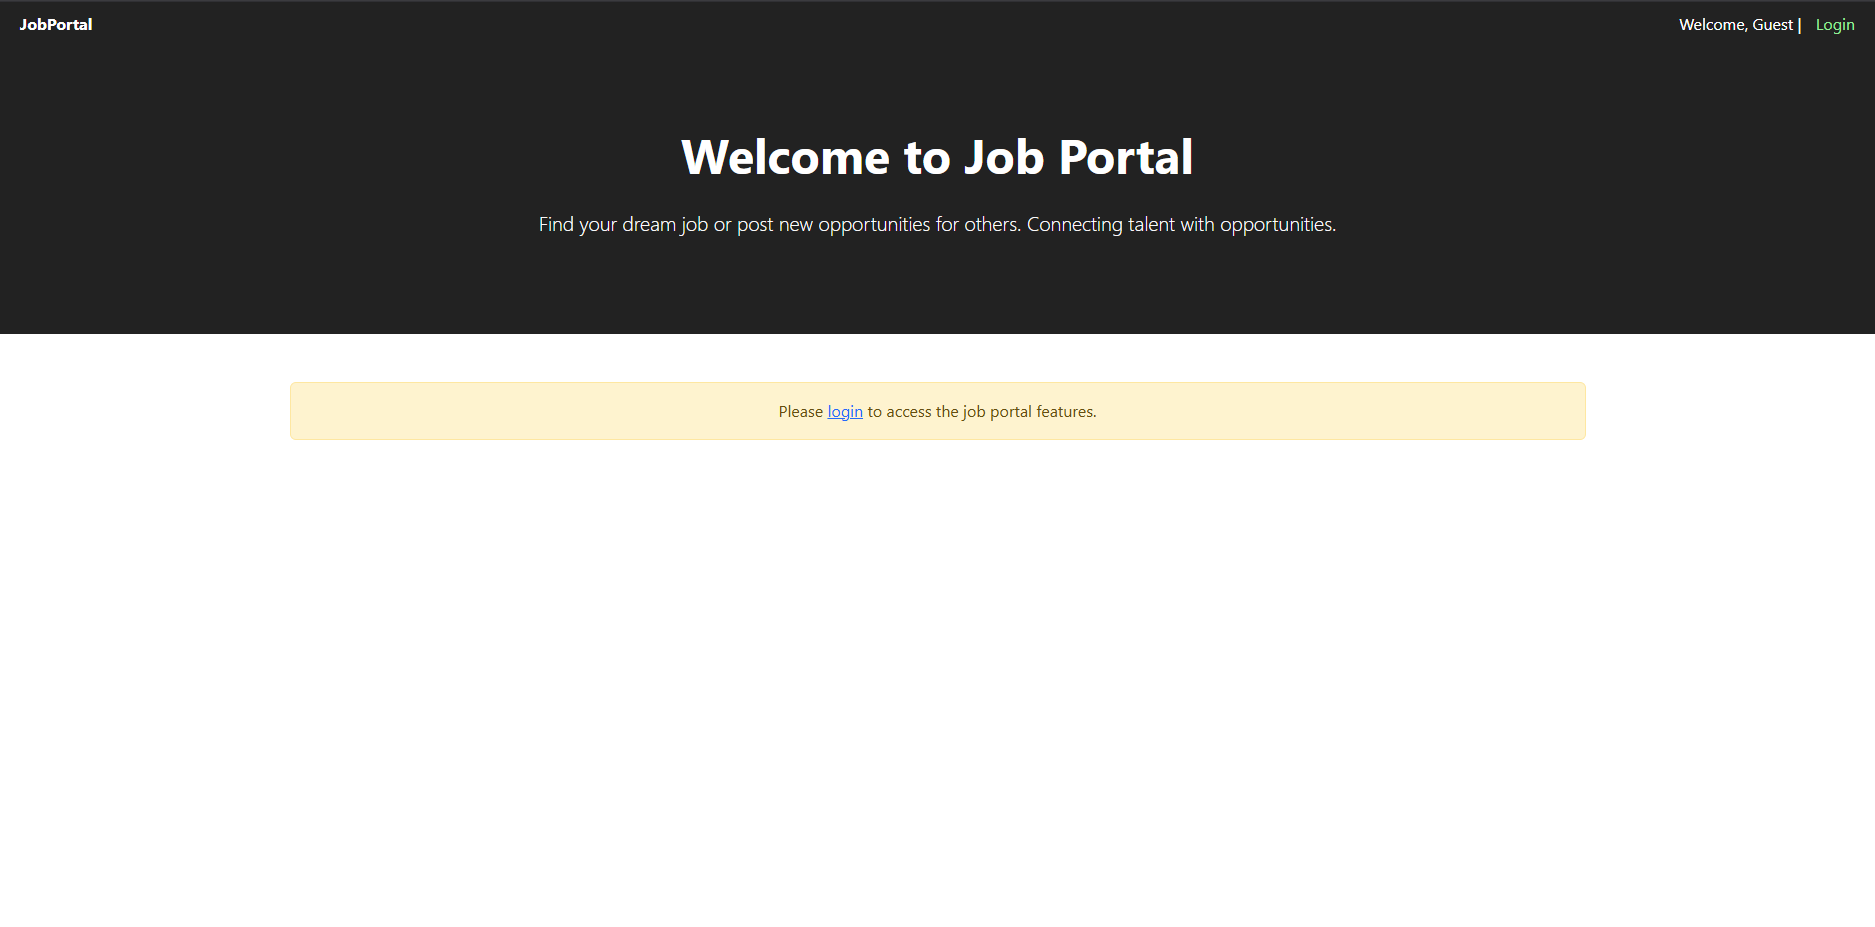 JobPortal
Welcome, Guest | Login
Welcome to Job Portal
Find your dream job or post new opportunities for others. Connecting talent with opportunities.
Please login to access the job portal features.